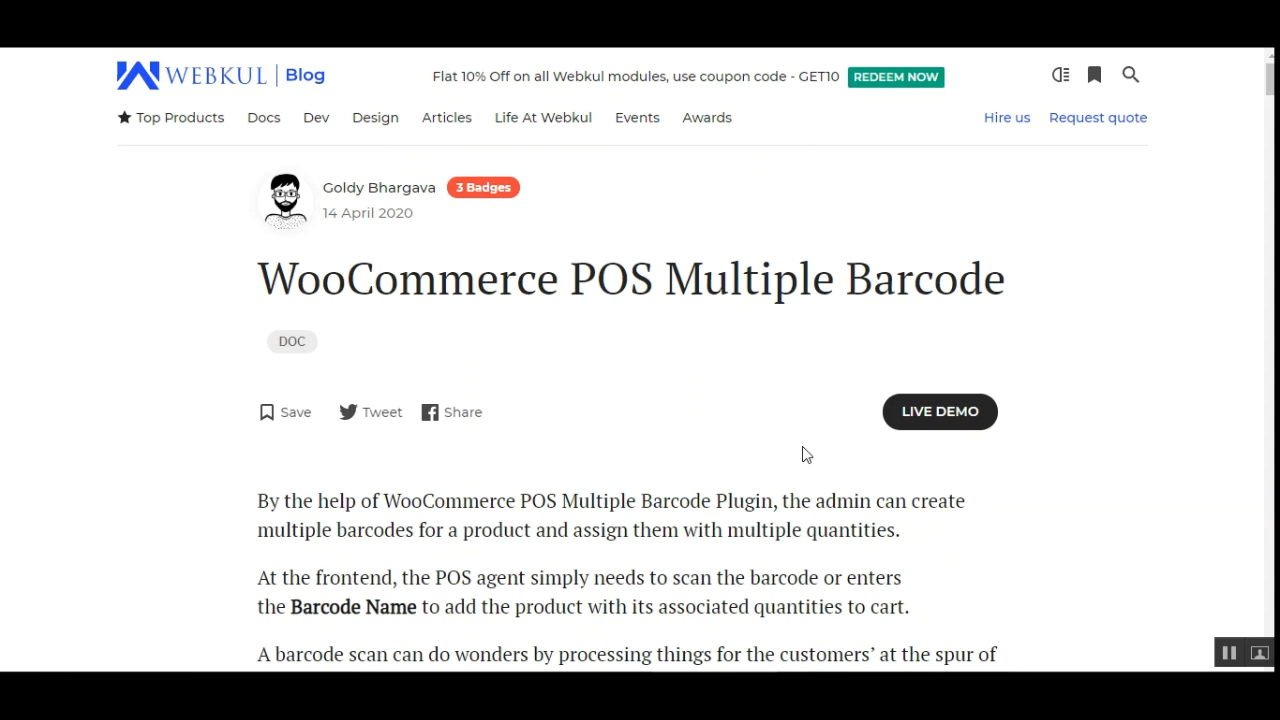 WEBKUL | Blog
Flat 10% Off on all Webkul modules, use coupon code - GET10 REDEEM NOW
Top Products Docs Dev Design Articles Life At Webkul Events Awards Hire us Request quote
Goldy Bhargava 3 Badges
14 April 2020
WooCommerce POS Multiple Barcode
DOC
Save Tweet Share LIVE DEMO
By the help of WooCommerce POS Multiple Barcode Plugin, the admin can create
multiple barcodes for a product and assign them with multiple quantities.
At the frontend, the POS agent simply needs to scan the barcode or enters
the Barcode Name to add the product with its associated quantities to cart.
A barcode scan can do wonders by processing things for the customers’ at the spur of